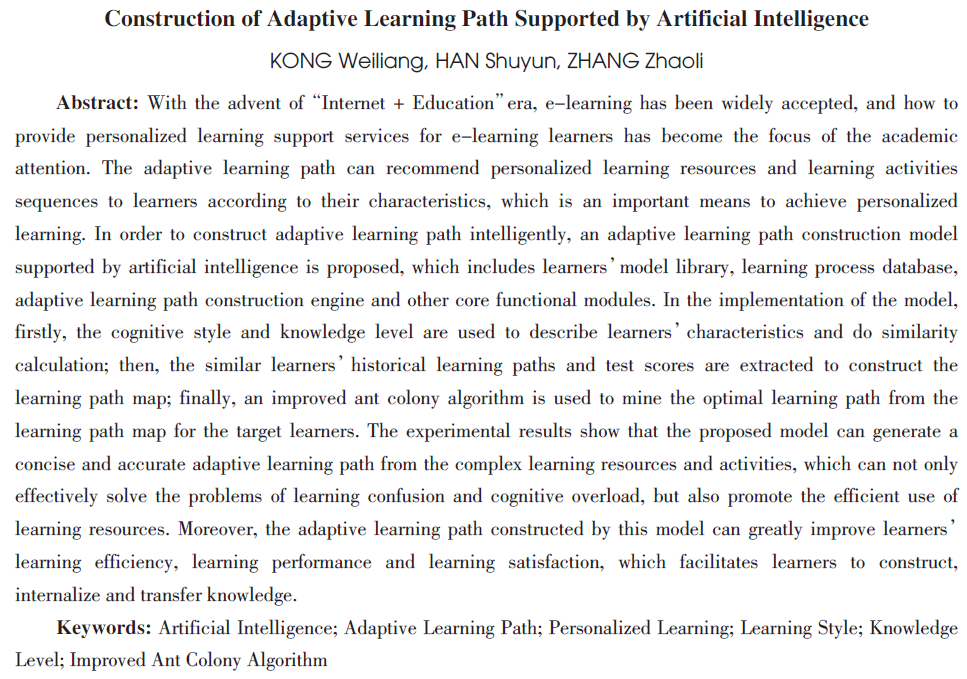 Construction of Adaptive Learning Path Supported by Artificial Intelligence
KONG Weiliang, HAN Shuyun, ZHANG Zhaoli
Abstract: With the advent of “Internet + Education” era, e-learning has been widely accepted, and how to
provide personalized learning support services for e-learning learners has become the focus of the academic
attention. The adaptive learning path can recommend personalized learning resources and learning activities
sequences to learners according to their characteristics, which is an important means to achieve personalized
learning. In order to construct adaptive learning path intelligently, an adaptive learning path construction model
supported by artificial intelligence is proposed, which includes learners’ model library, learning process database,
adaptive learning path construction engine and other core functional modules. In the implementation of the model,
firstly, the cognitive style and knowledge level are used to describe learners’ characteristics and do similarity
calculation; then, the similar learners’ historical learning paths and test scores are extracted to construct the
learning path map; finally, an improved ant colony algorithm is used to mine the optimal learning path from the
learning path map for the target learners. The experimental results show that the proposed model can generate a
concise and accurate adaptive learning path from the complex learning resources and activities, which can not only
effectively solve the problems of learning confusion and cognitive overload, but also promote the efficient use of
learning resources. Moreover, the adaptive learning path constructed by this model can greatly improve learners’
learning efficiency, learning performance and learning satisfaction, which facilitates learners to construct,
internalize and transfer knowledge.
Keywords: Artificial Intelligence; Adaptive Learning Path; Personalized Learning; Learning Style; Knowledge
Level; Improved Ant Colony Algorithm